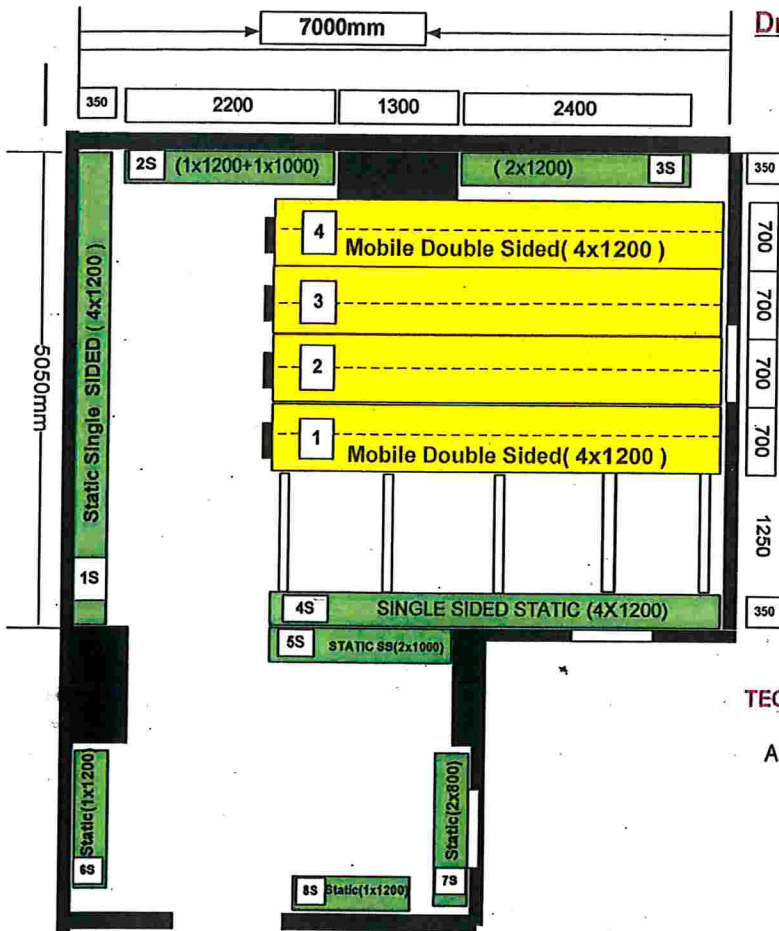 7000mm
Dr
350
2200
1300
2400
2S
(1x1200+1x1000)
( 2x1200)
3S
350
4
Mobile Double Sided( 4x1200 )
700
3
700
2
700
1
Mobile Double Sided( 4x1200 )
700
Static Single SIDED ( 4x1200 )
1S
5050mm
1250
4S
SINGLE SIDED STATIC (4X1200)
350
5S
STATIC SS(2x1000)
TEC
A
Static(1x1200)
6S
Static(2x800)
7S
8S
Static(1x1200)